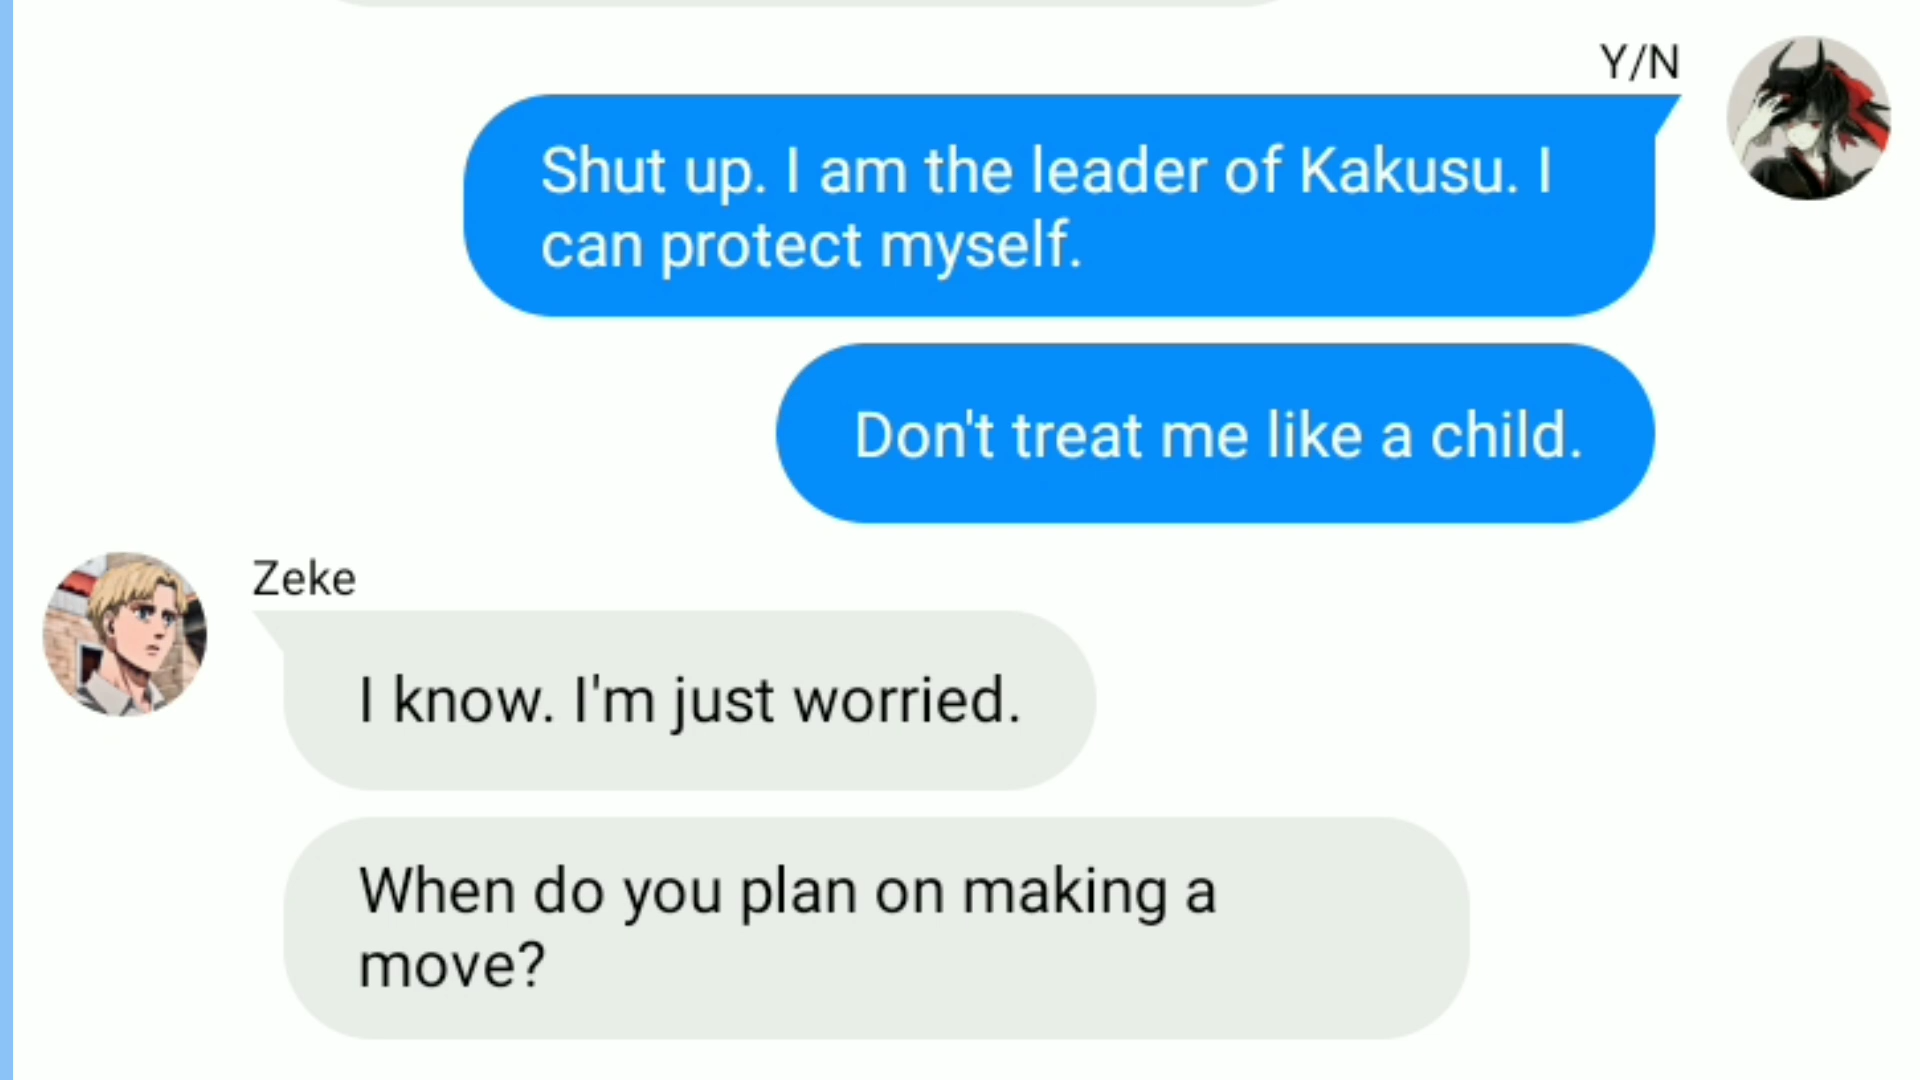 Y/N
Shut up. I am the leader of Kakusu. I
can protect myself.
Don't treat me like a child.
Zeke
I know. I'm just worried.
When do you plan on making a
move?